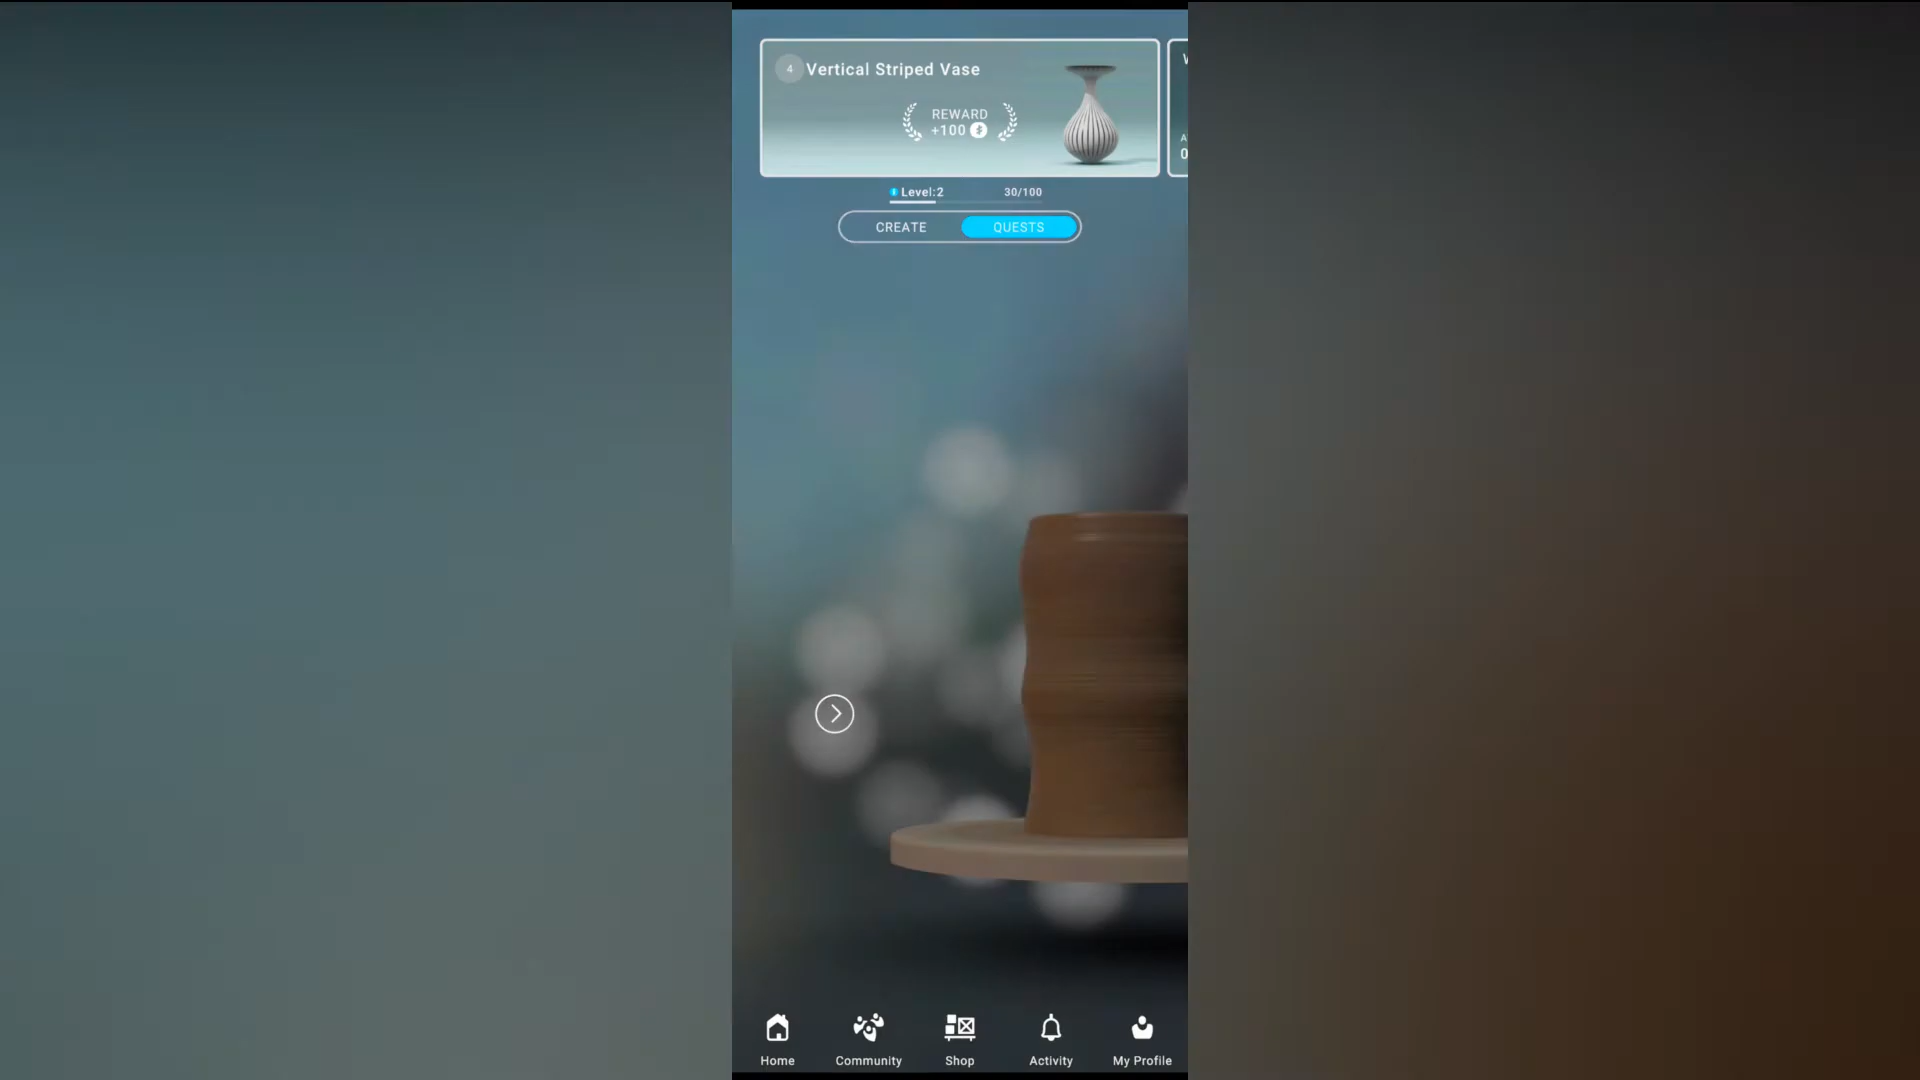 4 Vertical Striped Vase
REWARD
+100
Level:2 30/100
CREATE QUESTS
Home Community Shop Activity My Profile